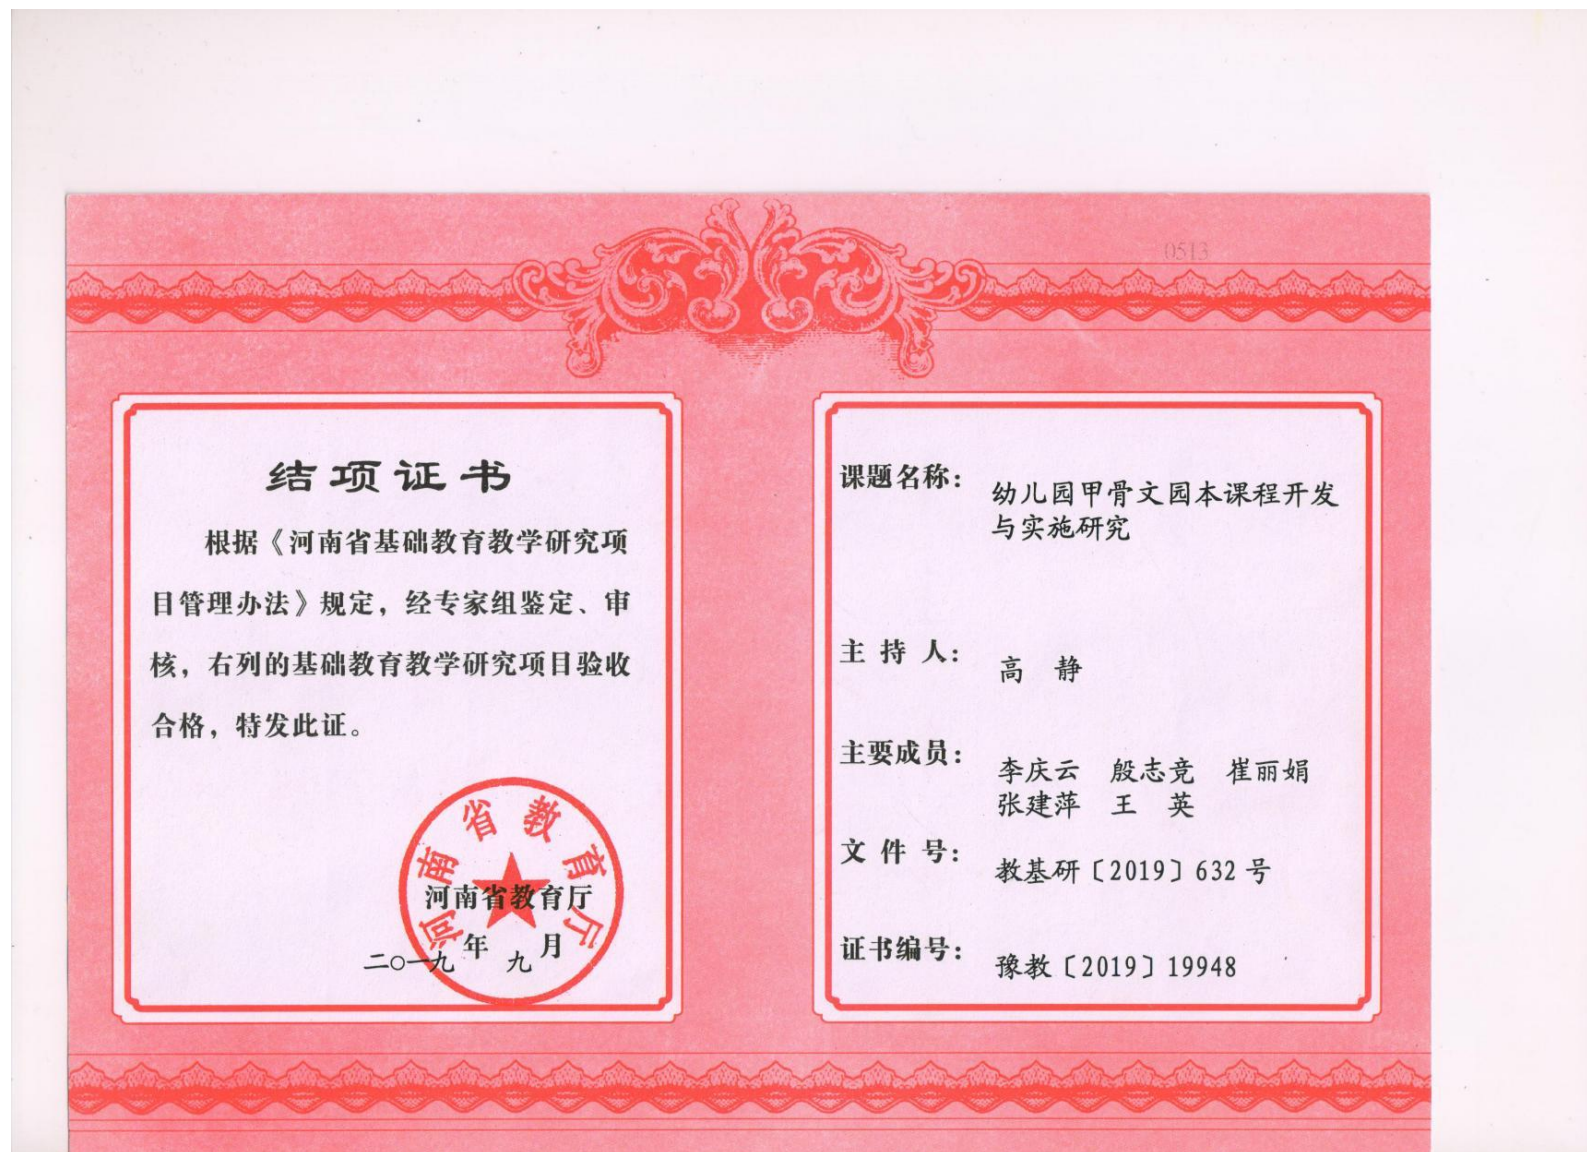 0513
结项证书
根据《河南省基础教育教学研究项
目管理办法》规定，经专家组鉴定、审
核，右列的基础教育教学研究项目验收
合格，特发此证。
河南省教育厅
河南省教育厅
二〇一九年九月
课题名称：
幼儿园甲骨文园本课程开发
与实施研究
主持人：
高 静
主要成员：
李庆云 殷志竞 崔丽娟
张建萍 王 英
文件号：
教基研〔2019〕632号
证书编号：
豫教〔2019〕19948